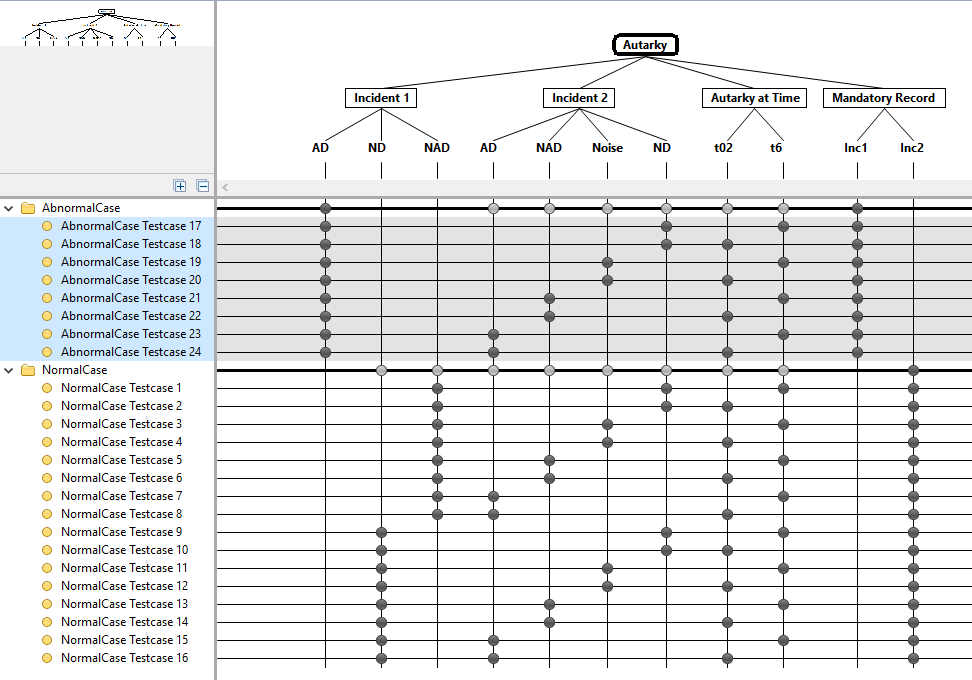 Autarky
Incident 1
Incident 2
Autarky at Time
Mandatory Record
AD
ND
NAD
AD
NAD
Noise
ND
t02
t6
Inc1
Inc2
AbnormalCase
AbnormalCase Testcase 17
AbnormalCase Testcase 18
AbnormalCase Testcase 19
AbnormalCase Testcase 20
AbnormalCase Testcase 21
AbnormalCase Testcase 22
AbnormalCase Testcase 23
AbnormalCase Testcase 24
NormalCase
NormalCase Testcase 1
NormalCase Testcase 2
NormalCase Testcase 3
NormalCase Testcase 4
NormalCase Testcase 5
NormalCase Testcase 6
NormalCase Testcase 7
NormalCase Testcase 8
NormalCase Testcase 9
NormalCase Testcase 10
NormalCase Testcase 11
NormalCase Testcase 12
NormalCase Testcase 13
NormalCase Testcase 14
NormalCase Testcase 15
NormalCase Testcase 16